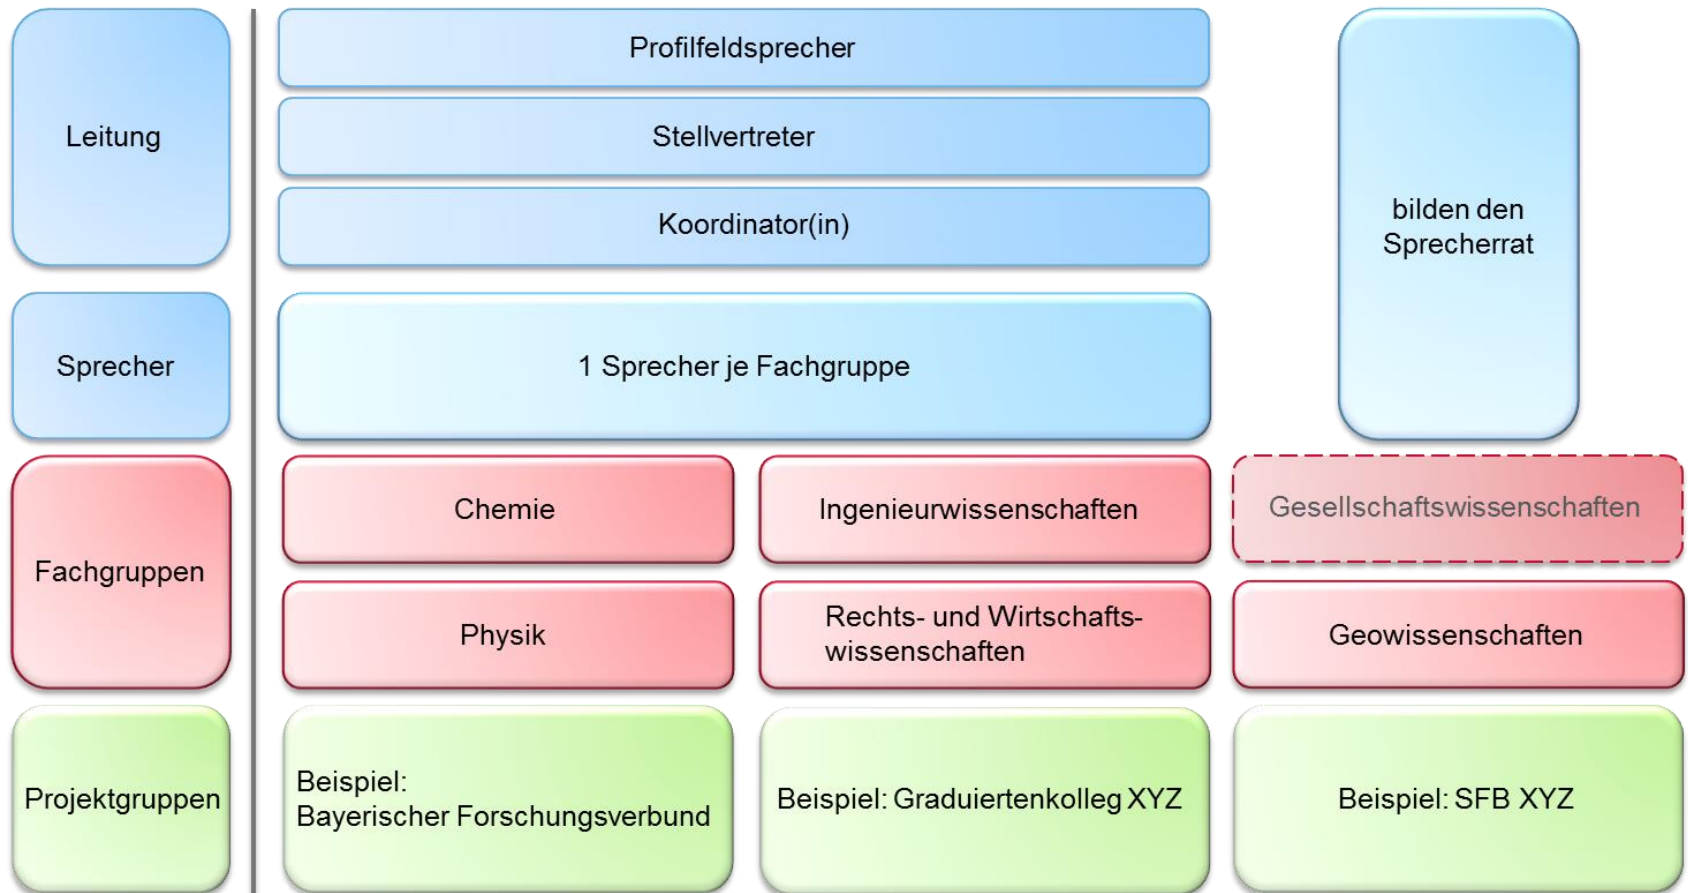 Leitung
Profilfeldsprecher
Stellvertreter
Koordinator(in)
bilden den
Sprecherrat
Sprecher
1 Sprecher je Fachgruppe
Fachgruppen
Chemie
Ingenieurwissenschaften
Gesellschaftswissenschaften
Physik
Rechts- und Wirtschafts-
wissenschaften
Geowissenschaften
Projektgruppen
Beispiel:
Bayerischer Forschungsverbund
Beispiel: Graduiertenkolleg XYZ
Beispiel: SFB XYZ